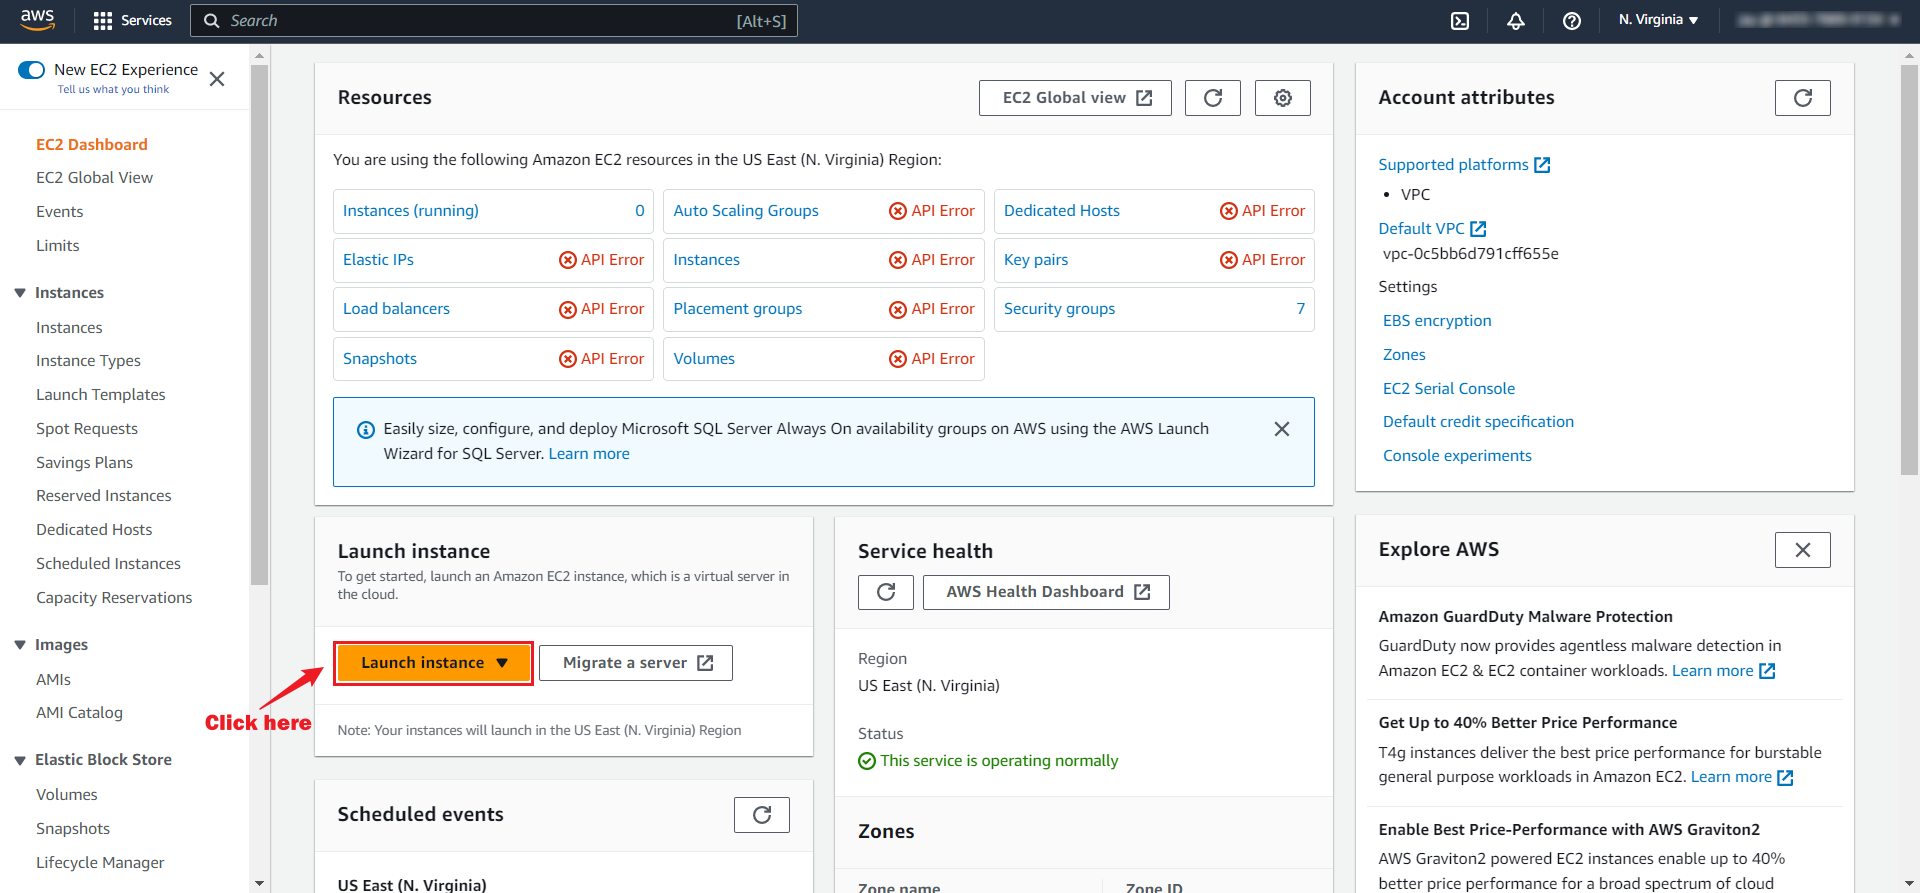 aws
Services
Search
[Alt+S]
N. Virginia
New EC2 Experience
Tell us what you think
EC2 Dashboard
EC2 Global View
Events
Limits
Instances
Instances
Instance Types
Launch Templates
Spot Requests
Savings Plans
Reserved Instances
Dedicated Hosts
Scheduled Instances
Capacity Reservations
Images
AMIs
AMI Catalog
Elastic Block Store
Volumes
Snapshots
Lifecycle Manager
Resources
EC2 Global view
You are using the following Amazon EC2 resources in the US East (N. Virginia) Region:
Instances (running) 0
Auto Scaling Groups API Error
Dedicated Hosts API Error
Elastic IPs API Error
Instances API Error
Key pairs API Error
Load balancers API Error
Placement groups API Error
Security groups 7
Snapshots API Error
Volumes API Error
Easily size, configure, and deploy Microsoft SQL Server Always On availability groups on AWS using the AWS Launch
Wizard for SQL Server. Learn more
Launch instance
To get started, launch an Amazon EC2 instance, which is a virtual server in
the cloud.
Launch instance
Migrate a server
Click here
Note: Your instances will launch in the US East (N. Virginia) Region
Scheduled events
US East (N. Virginia)
Service health
AWS Health Dashboard
Region
US East (N. Virginia)
Status
This service is operating normally
Zones
Zone name
Zone ID
Account attributes
Supported platforms
• VPC
Default VPC
vpc-0c5bb6d791cff655e
Settings
EBS encryption
Zones
EC2 Serial Console
Default credit specification
Console experiments
Explore AWS
Amazon GuardDuty Malware Protection
GuardDuty now provides agentless malware detection in
Amazon EC2 & EC2 container workloads. Learn more
Get Up to 40% Better Price Performance
T4g instances deliver the best price performance for burstable
general purpose workloads in Amazon EC2. Learn more
Enable Best Price-Performance with AWS Graviton2
AWS Graviton2 powered EC2 instances enable up to 40%
better price performance for a broad spectrum of cloud